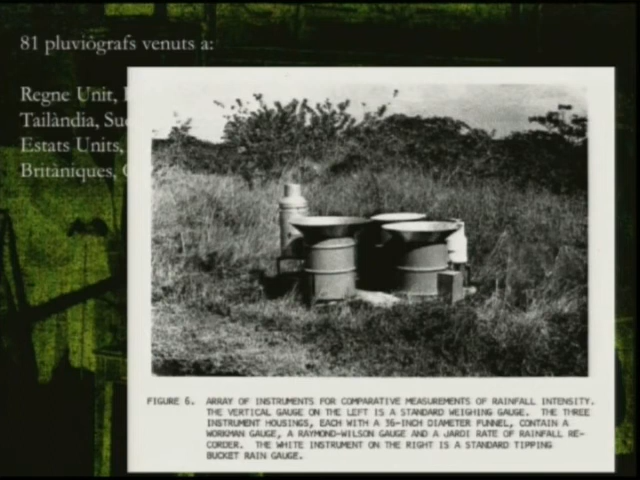 81 pluviògrafs venuts a:
Regne Unit,
Tailàndia,
Estats Units,
Britàniques,
FIGURE 6. ARRAY OF INSTRUMENTS FOR COMPARATIVE MEASUREMENTS OF RAINFALL INTENSITY.
THE VERTICAL GAUGE ON THE LEFT IS A STANDARD WEIGHING GAUGE. THE THREE
INSTRUMENT HOUSINGS, EACH WITH A 36-INCH DIAMETER FUNNEL, CONTAIN A
WORKMAN GAUGE, A RAYMOND-WILSON GAUGE AND A JARDI RATE OF RAINFALL RE-
CORDER. THE WHITE INSTRUMENT ON THE RIGHT IS A STANDARD TIPPING
BUCKET RAIN GAUGE.